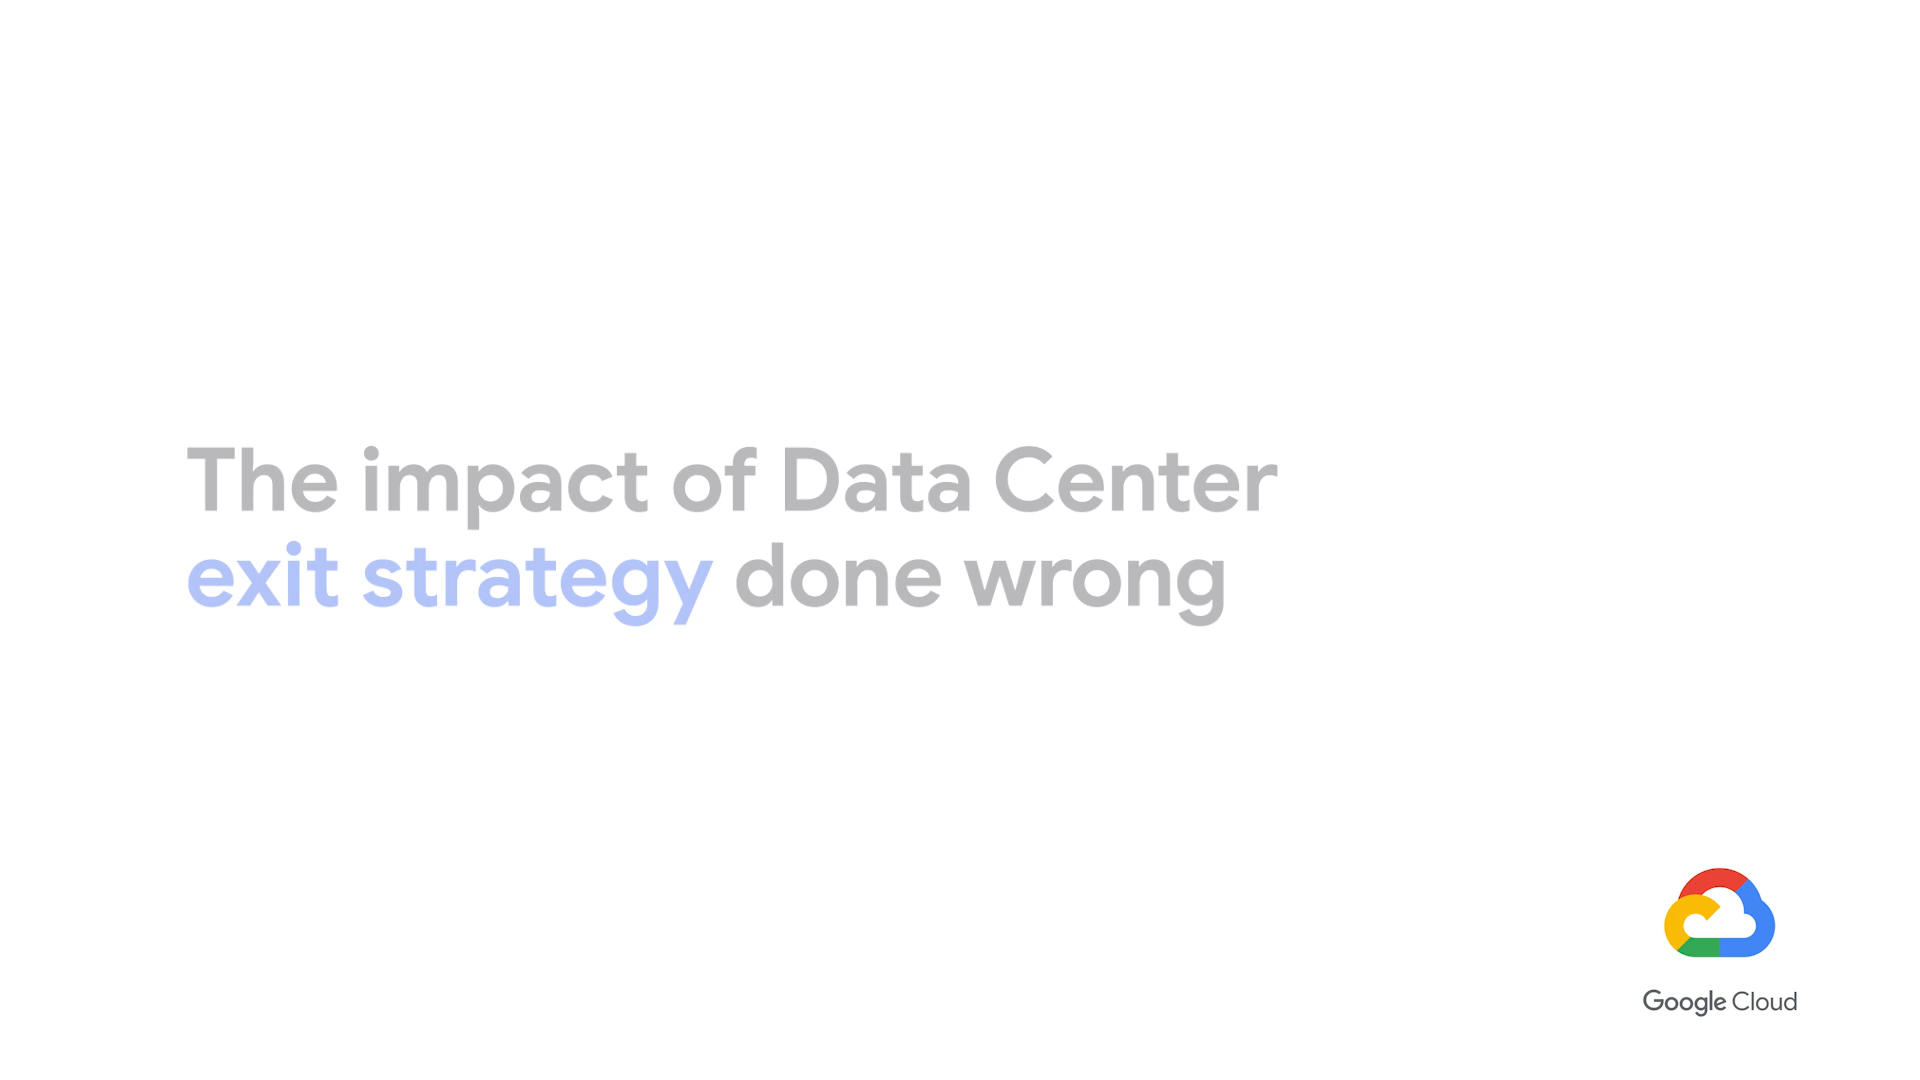 The impact of Data Center
exit strategy done wrong
Google Cloud